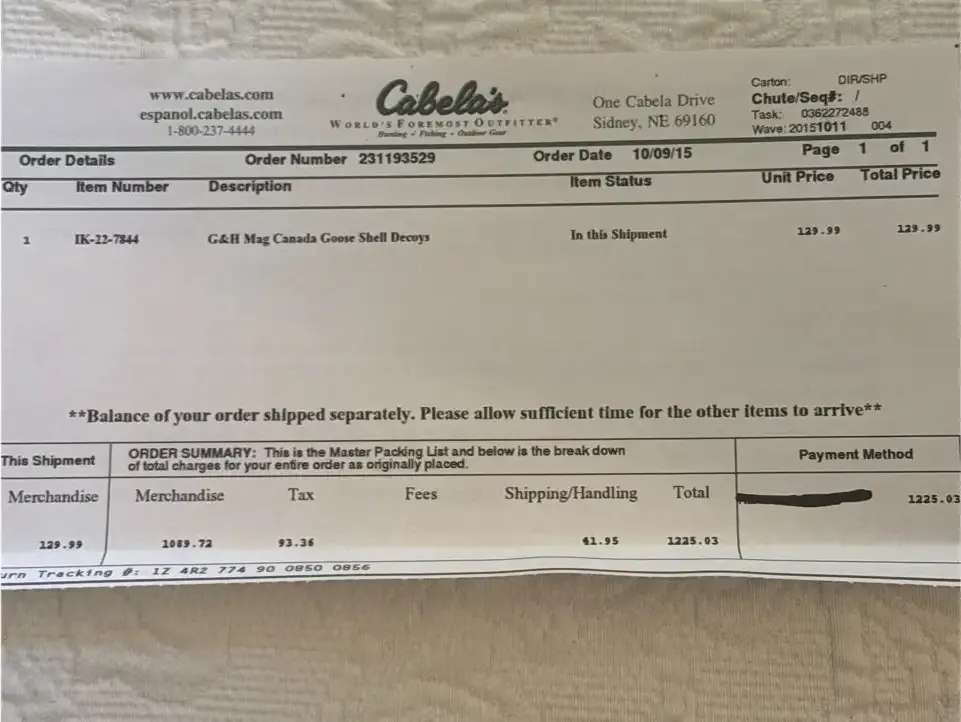 www.cabelas.com
espanol.cabelas.com
1-800-237-4444
Cabela's
WORLD'S FOREMOST OUTFITTER®
Hunting • Fishing • Outdoor Gear
One Cabela Drive
Sidney, NE 69160
Carton: DIR/SHP
Chute/Seq#: /
Task: 0362272488
Wave: 20151011 004
Order Details Order Number 231193529 Order Date 10/09/15 Page 1 of 1
Qty Item Number Description Item Status Unit Price Total Price
1 IK-22-7844 G&H Mag Canada Goose Shell Decoys In this Shipment 129.99 129.99
**Balance of your order shipped separately. Please allow sufficient time for the other items to arrive**
This Shipment
ORDER SUMMARY: This is the Master Packing List and below is the break down
of total charges for your entire order as originally placed.
Payment Method
Merchandise Merchandise Tax Fees Shipping/Handling Total 1225.03
129.99 1089.72 93.36 41.95 1225.03
urn Tracking #: 1Z 4R2 774 90 0850 0856